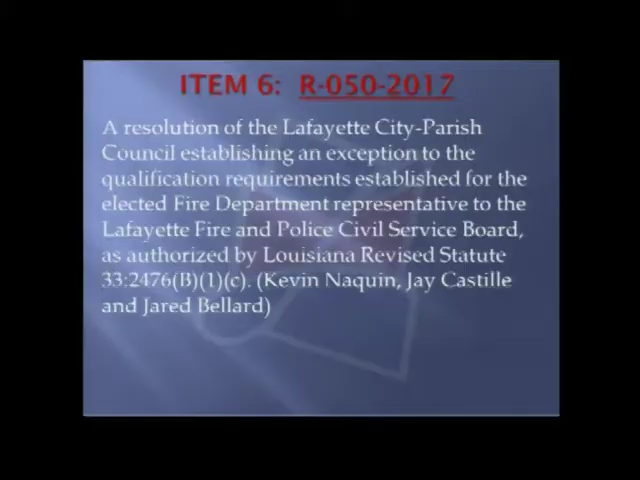 ITEM 6: R-050-2017
A resolution of the Lafayette City-Parish
Council establishing an exception to the
qualification requirements established for the
elected Fire Department representative to the
Lafayette Fire and Police Civil Service Board,
as authorized by Louisiana Revised Statute
33:2476(B)(1)(c). (Kevin Naquin, Jay Castille
and Jared Bellard)